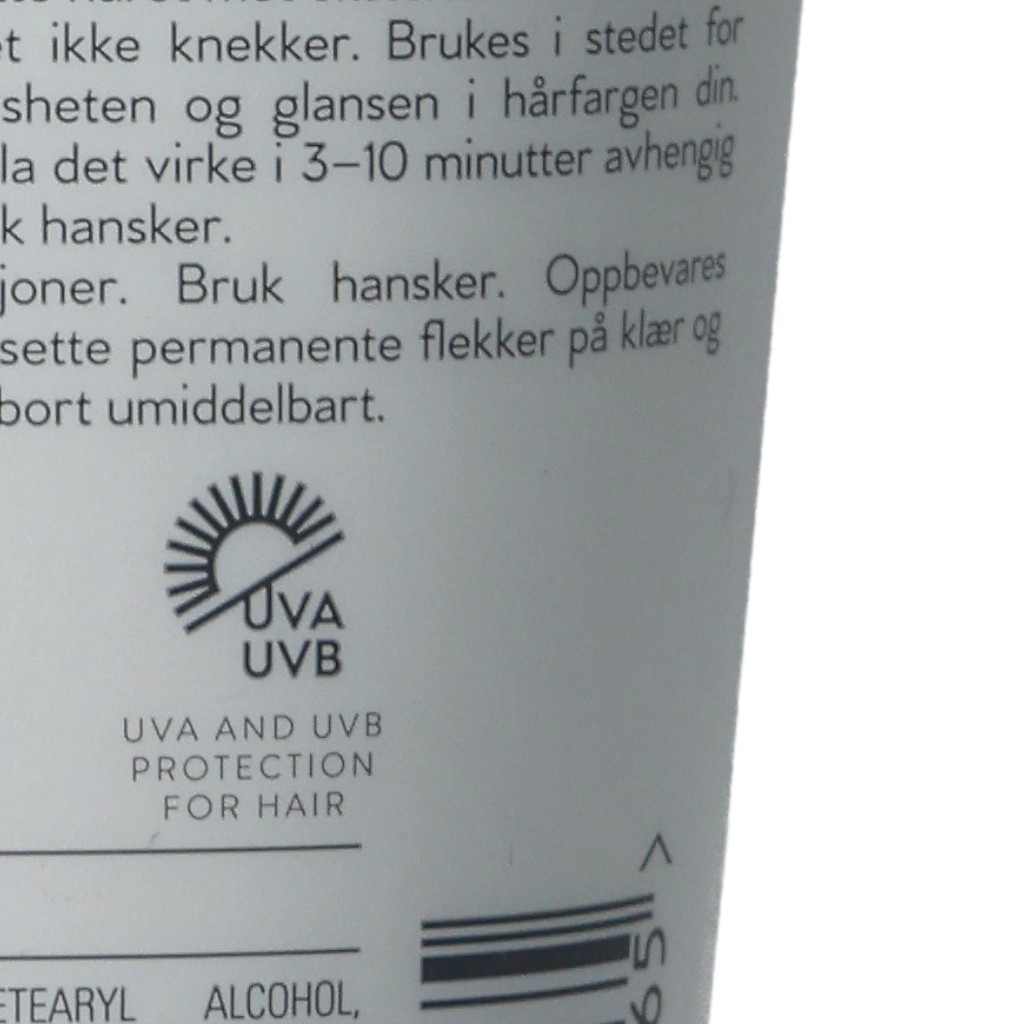 ikke knekker. Brukes i stedet for
sheten og glansen i hårfargen din.
la det virke i 3–10 minutter avhengig
k hansker.
joner. Bruk hansker. Oppbevares
sette permanente flekker på klær og
bort umiddelbart.
UVA
UVB
UVA AND UVB
PROTECTION
FOR HAIR
>
65
ETEARYL ALCOHOL,